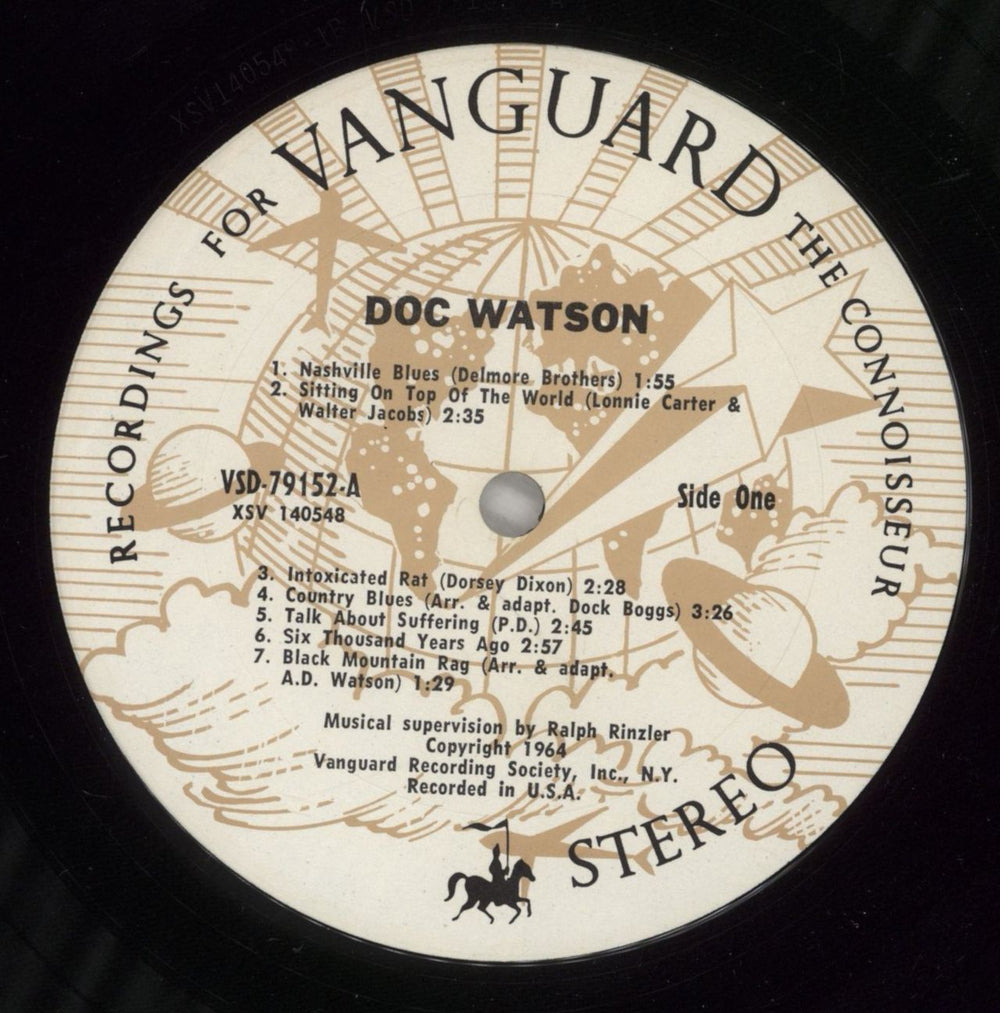 RECORDINGS FOR VANGUARD THE CONNOISSEUR
DOC WATSON
1. Nashville Blues (Delmore Brothers) 1:55
2. Sitting On Top Of The World (Lonnie Carter &
Walter Jacobs) 2:35
VSD-79152-A
XSV 140548
Side One
3. Intoxicated Rat (Dorsey Dixon) 2:28
4. Country Blues (Arr. & adapt. Dock Boggs) 3:26
5. Talk About Suffering (P.D.) 2:45
6. Six Thousand Years Ago 2:57
7. Black Mountain Rag (Arr. & adapt.
A.D. Watson) 1:29
Musical supervision by Ralph Rinzler
Copyright 1964
Vanguard Recording Society, Inc., N.Y.
Recorded in U.S.A.
STEREO